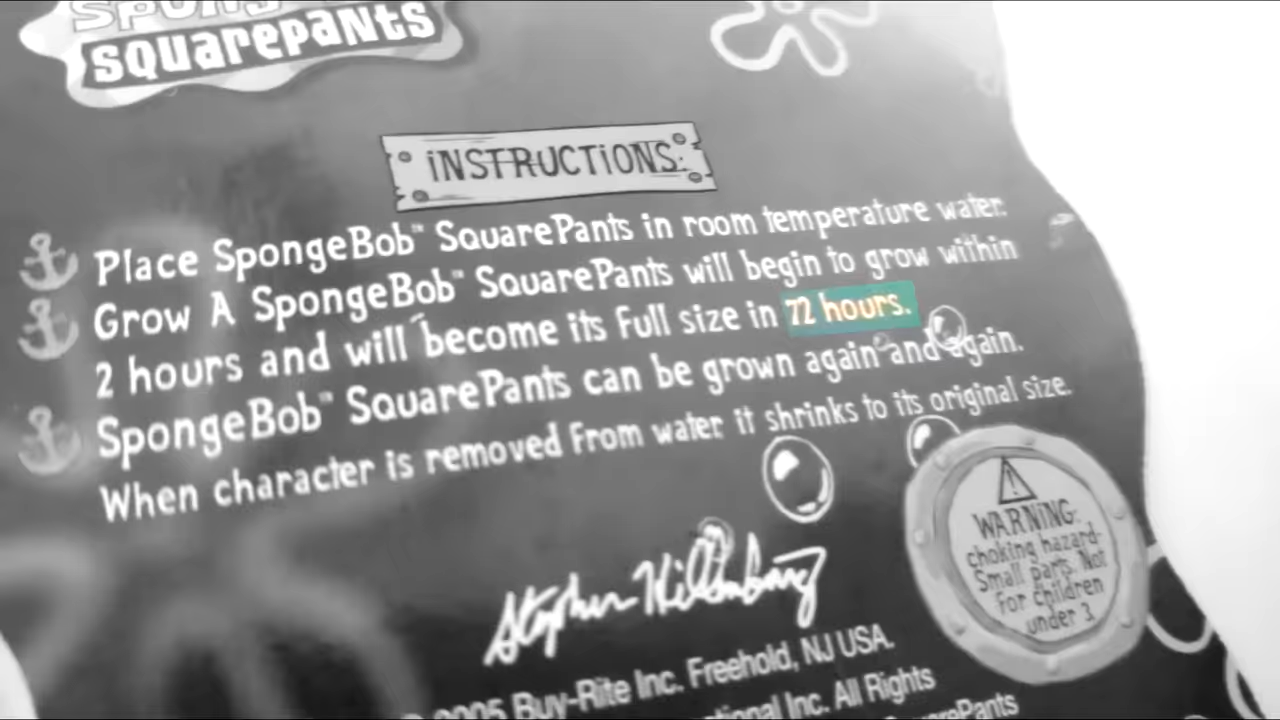 SQUAREPANTS
INSTRUCTIONS:
Place SpongeBob™ SquarePants in room temperature water.
Grow A SpongeBob™ SquarePants will begin to grow within
2 hours and will become its full size in 72 hours.
SpongeBob™ SquarePants can be grown again and again.
When character is removed from water it shrinks to its original size.
WARNING:
choking hazard-
Small parts. Not
for children
under 3.
Stephen Hillenburg
2005 Buy-Rite Inc. Freehold, NJ USA.
Inc. All Rights